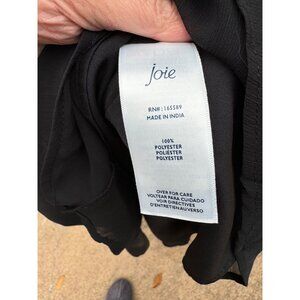 joie
RN#: 165589
MADE IN INDIA
100%
POLYESTER
POLIÉSTER
POLYESTER
OVER FOR CARE
VOLTEAR PARA CUIDADO
VOIR DIRECTIVES
D'ENTRETIEN AU VERSO